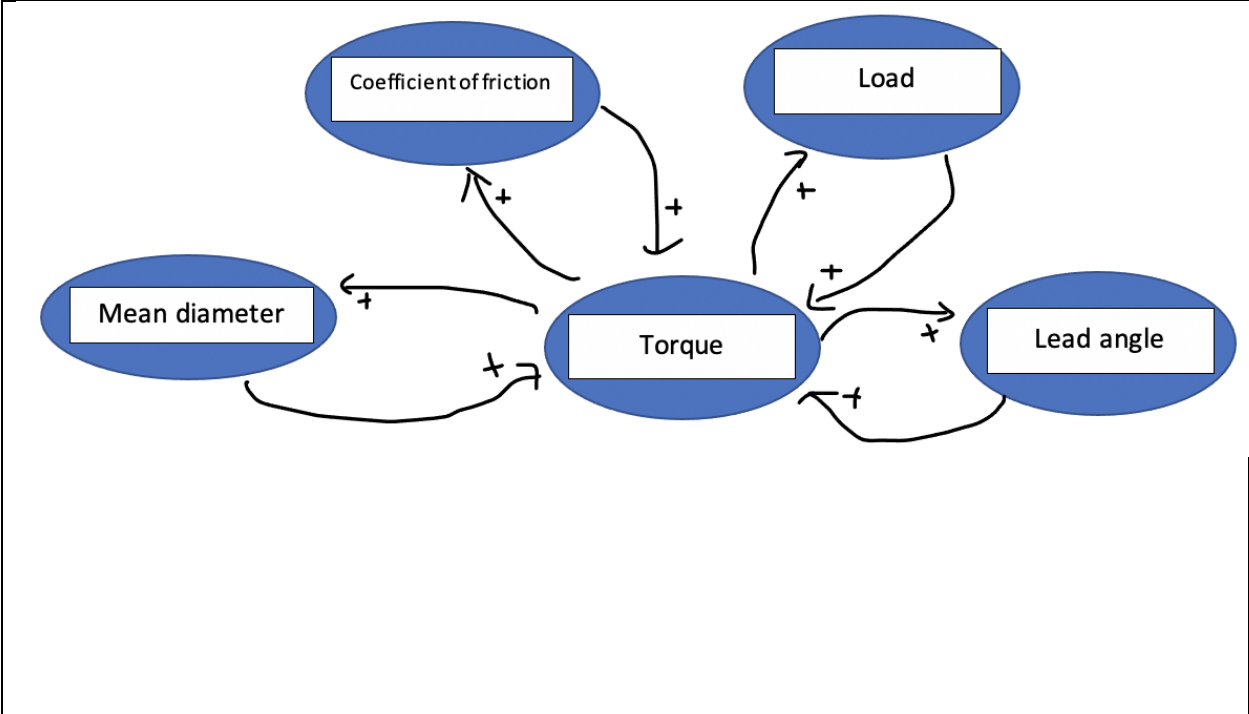 Coefficient of friction
Load
+
+
+
+
Mean diameter
+
Torque
+
Lead angle
+
+